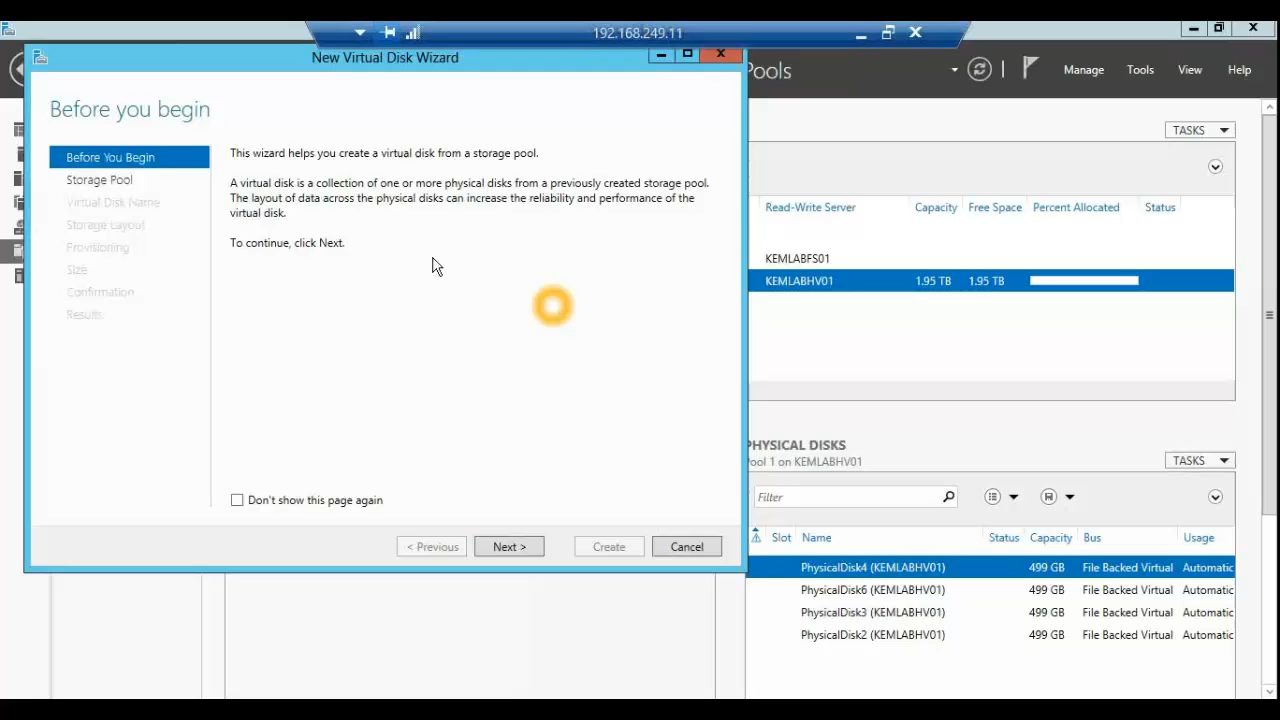 192.168.249.11
New Virtual Disk Wizard
Pools
Manage Tools View Help
Before you begin
Before You Begin
Storage Pool
Virtual Disk Name
Storage Layout
Provisioning
Size
Confirmation
Results
This wizard helps you create a virtual disk from a storage pool.
A virtual disk is a collection of one or more physical disks from a previously created storage pool.
The layout of data across the physical disks can increase the reliability and performance of the
virtual disk.
To continue, click Next.
Don't show this page again
< Previous Next > Create Cancel
TASKS
Read-Write Server Capacity Free Space Percent Allocated Status
KEMLABFS01
KEMLABHV01 1.95 TB 1.95 TB
PHYSICAL DISKS
Pool 1 on KEMLABHV01
TASKS
Filter
Slot Name Status Capacity Bus Usage
PhysicalDisk4 (KEMLABHV01) 499 GB File Backed Virtual Automatic
PhysicalDisk6 (KEMLABHV01) 499 GB File Backed Virtual Automatic
PhysicalDisk3 (KEMLABHV01) 499 GB File Backed Virtual Automatic
PhysicalDisk2 (KEMLABHV01) 499 GB File Backed Virtual Automatic